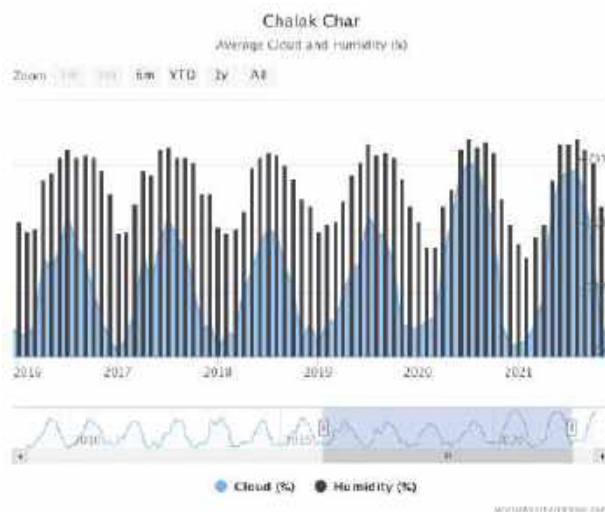 Chalak Char
Average Cloud and Humidity (%)
Zoom 6m YTD 1y All
2016 2017 2018 2019 2020 2021
Cloud (%) Humidity (%)